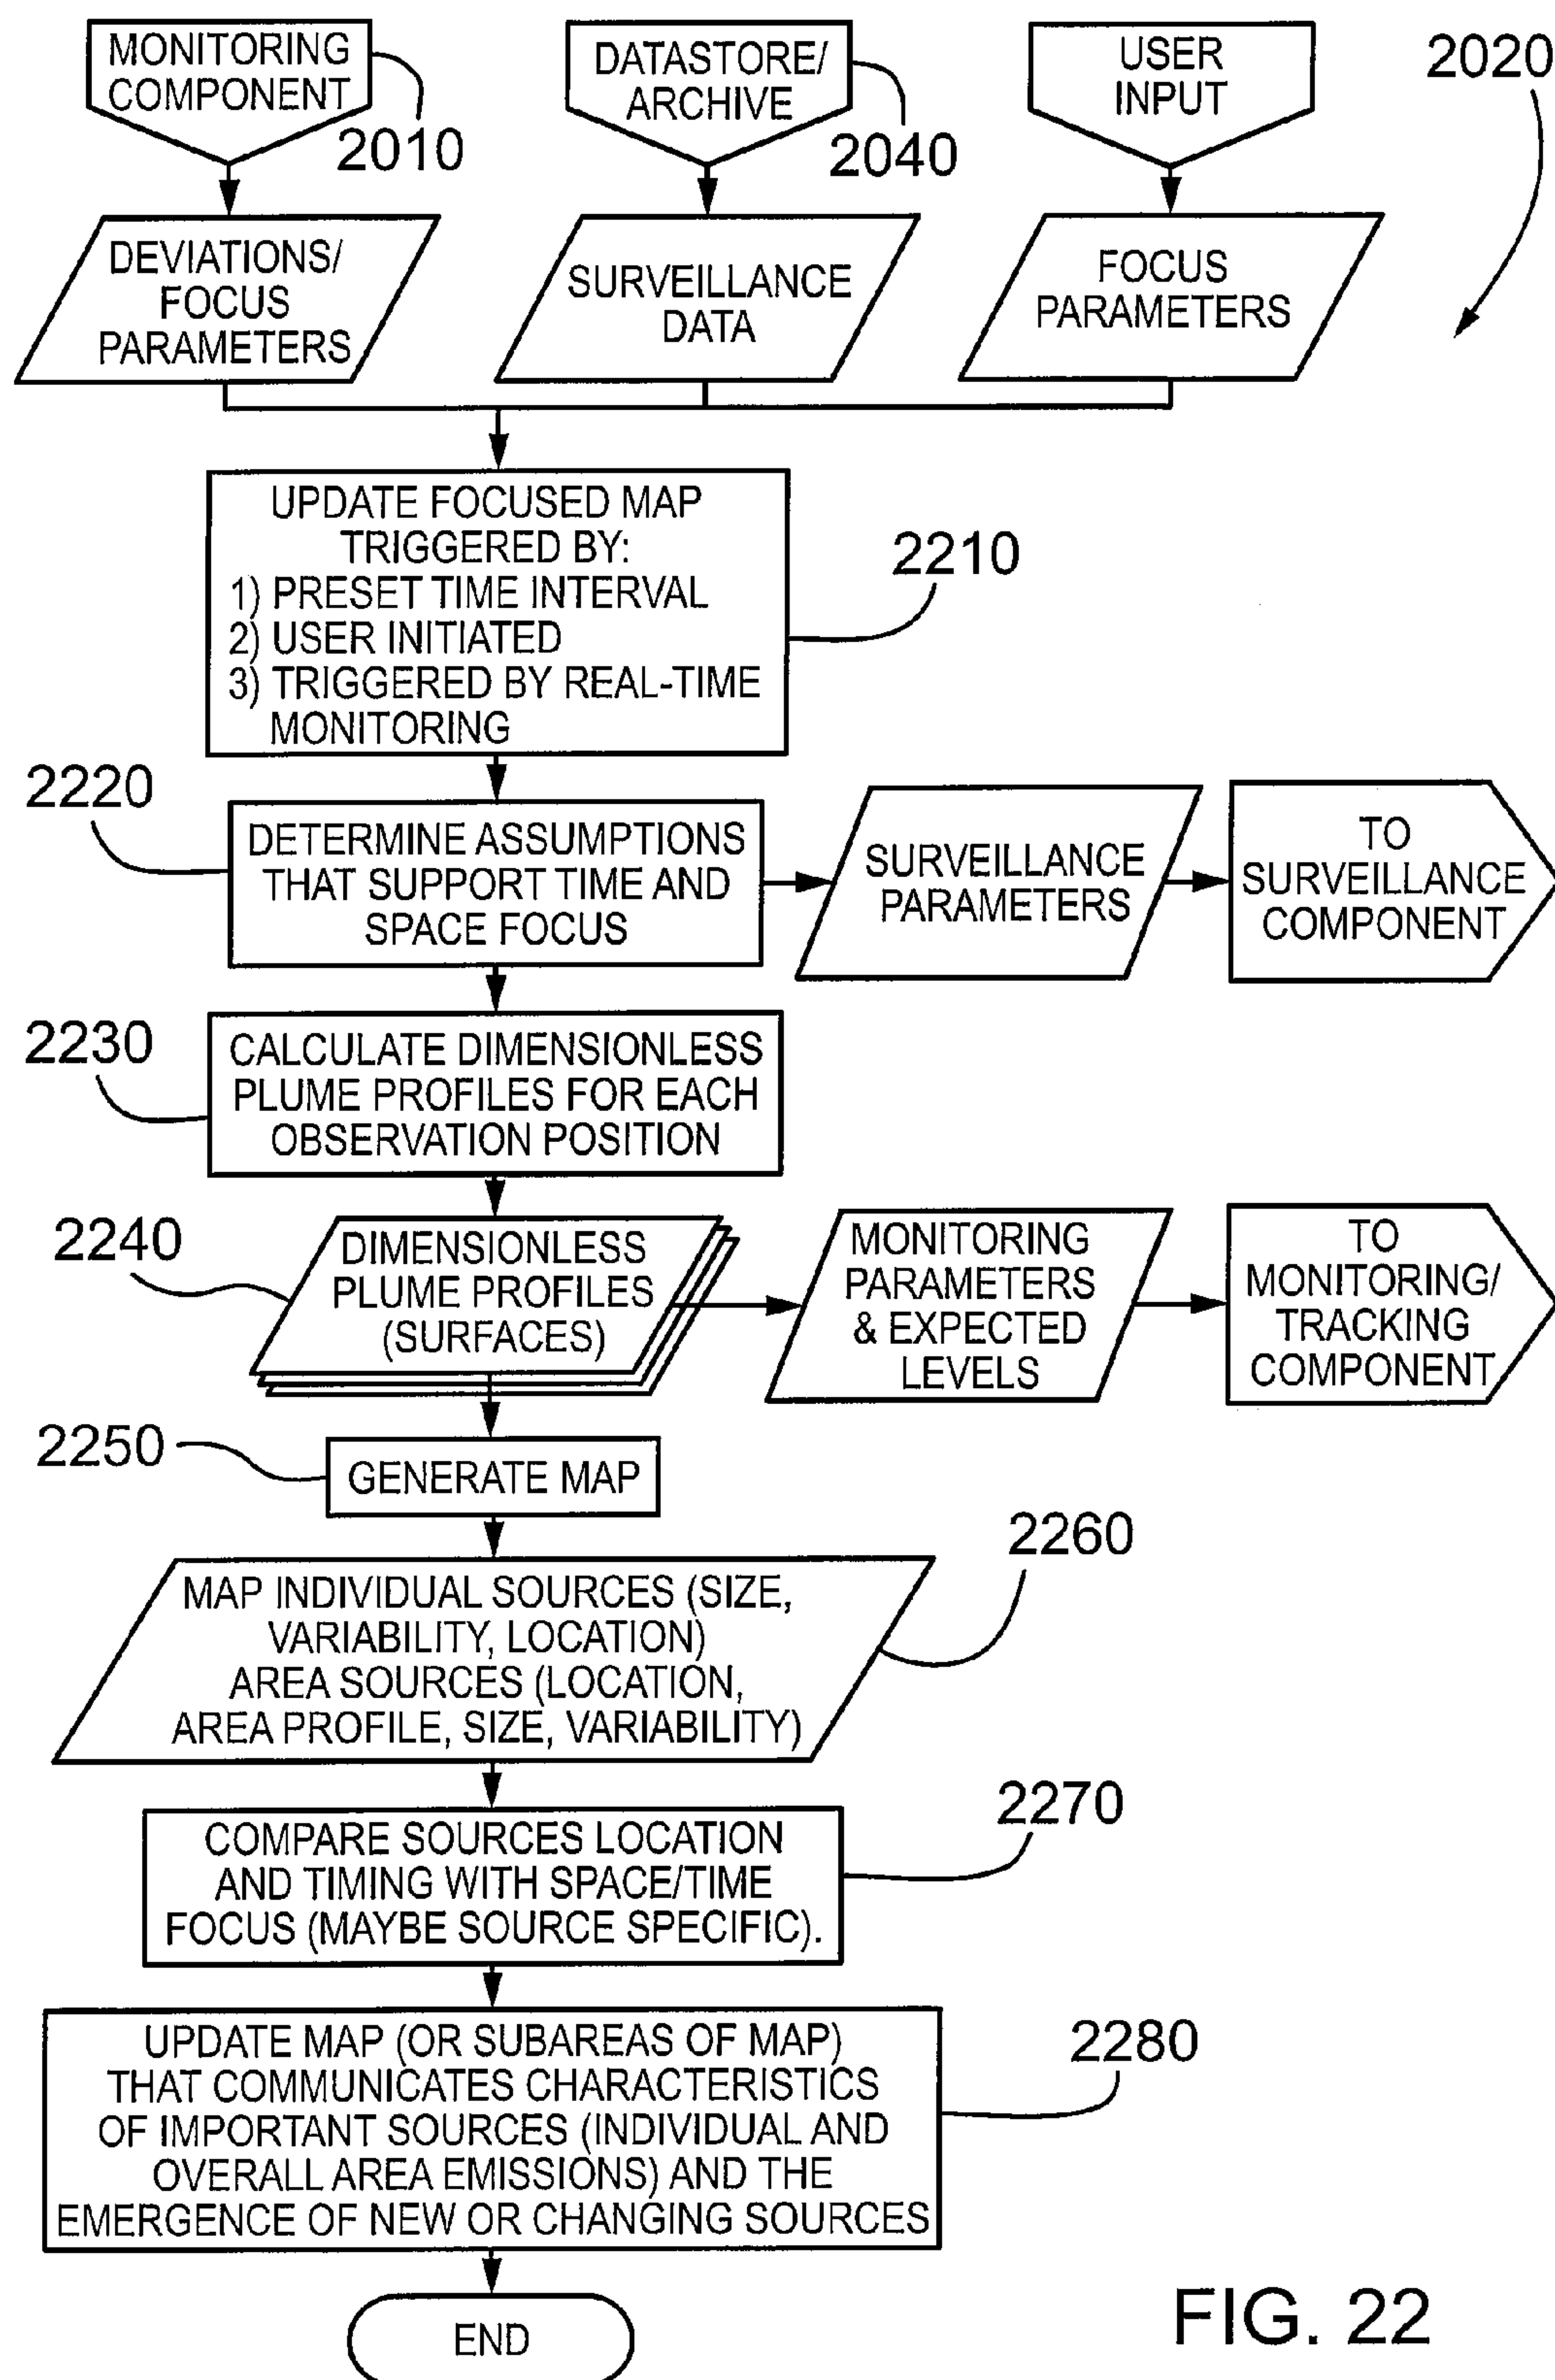 MONITORING
COMPONENT
2010
DATASTORE/
ARCHIVE
2040
USER
INPUT
2020
DEVIATIONS/
FOCUS
PARAMETERS
SURVEILLANCE
DATA
FOCUS
PARAMETERS
UPDATE FOCUSED MAP
TRIGGERED BY:
1) PRESET TIME INTERVAL
2) USER INITIATED
3) TRIGGERED BY REAL-TIME
MONITORING
2210
2220
DETERMINE ASSUMPTIONS
THAT SUPPORT TIME AND
SPACE FOCUS
SURVEILLANCE
PARAMETERS
TO
SURVEILLANCE
COMPONENT
2230
CALCULATE DIMENSIONLESS
PLUME PROFILES FOR EACH
OBSERVATION POSITION
2240
DIMENSIONLESS
PLUME PROFILES
(SURFACES)
MONITORING
PARAMETERS
& EXPECTED
LEVELS
TO
MONITORING/
TRACKING
COMPONENT
2250
GENERATE MAP
2260
MAP INDIVIDUAL SOURCES (SIZE,
VARIABILITY, LOCATION)
AREA SOURCES (LOCATION,
AREA PROFILE, SIZE, VARIABILITY)
2270
COMPARE SOURCES LOCATION
AND TIMING WITH SPACE/TIME
FOCUS (MAYBE SOURCE SPECIFIC).
2280
UPDATE MAP (OR SUBAREAS OF MAP)
THAT COMMUNICATES CHARACTERISTICS
OF IMPORTANT SOURCES (INDIVIDUAL AND
OVERALL AREA EMISSIONS) AND THE
EMERGENCE OF NEW OR CHANGING SOURCES
END
FIG. 22